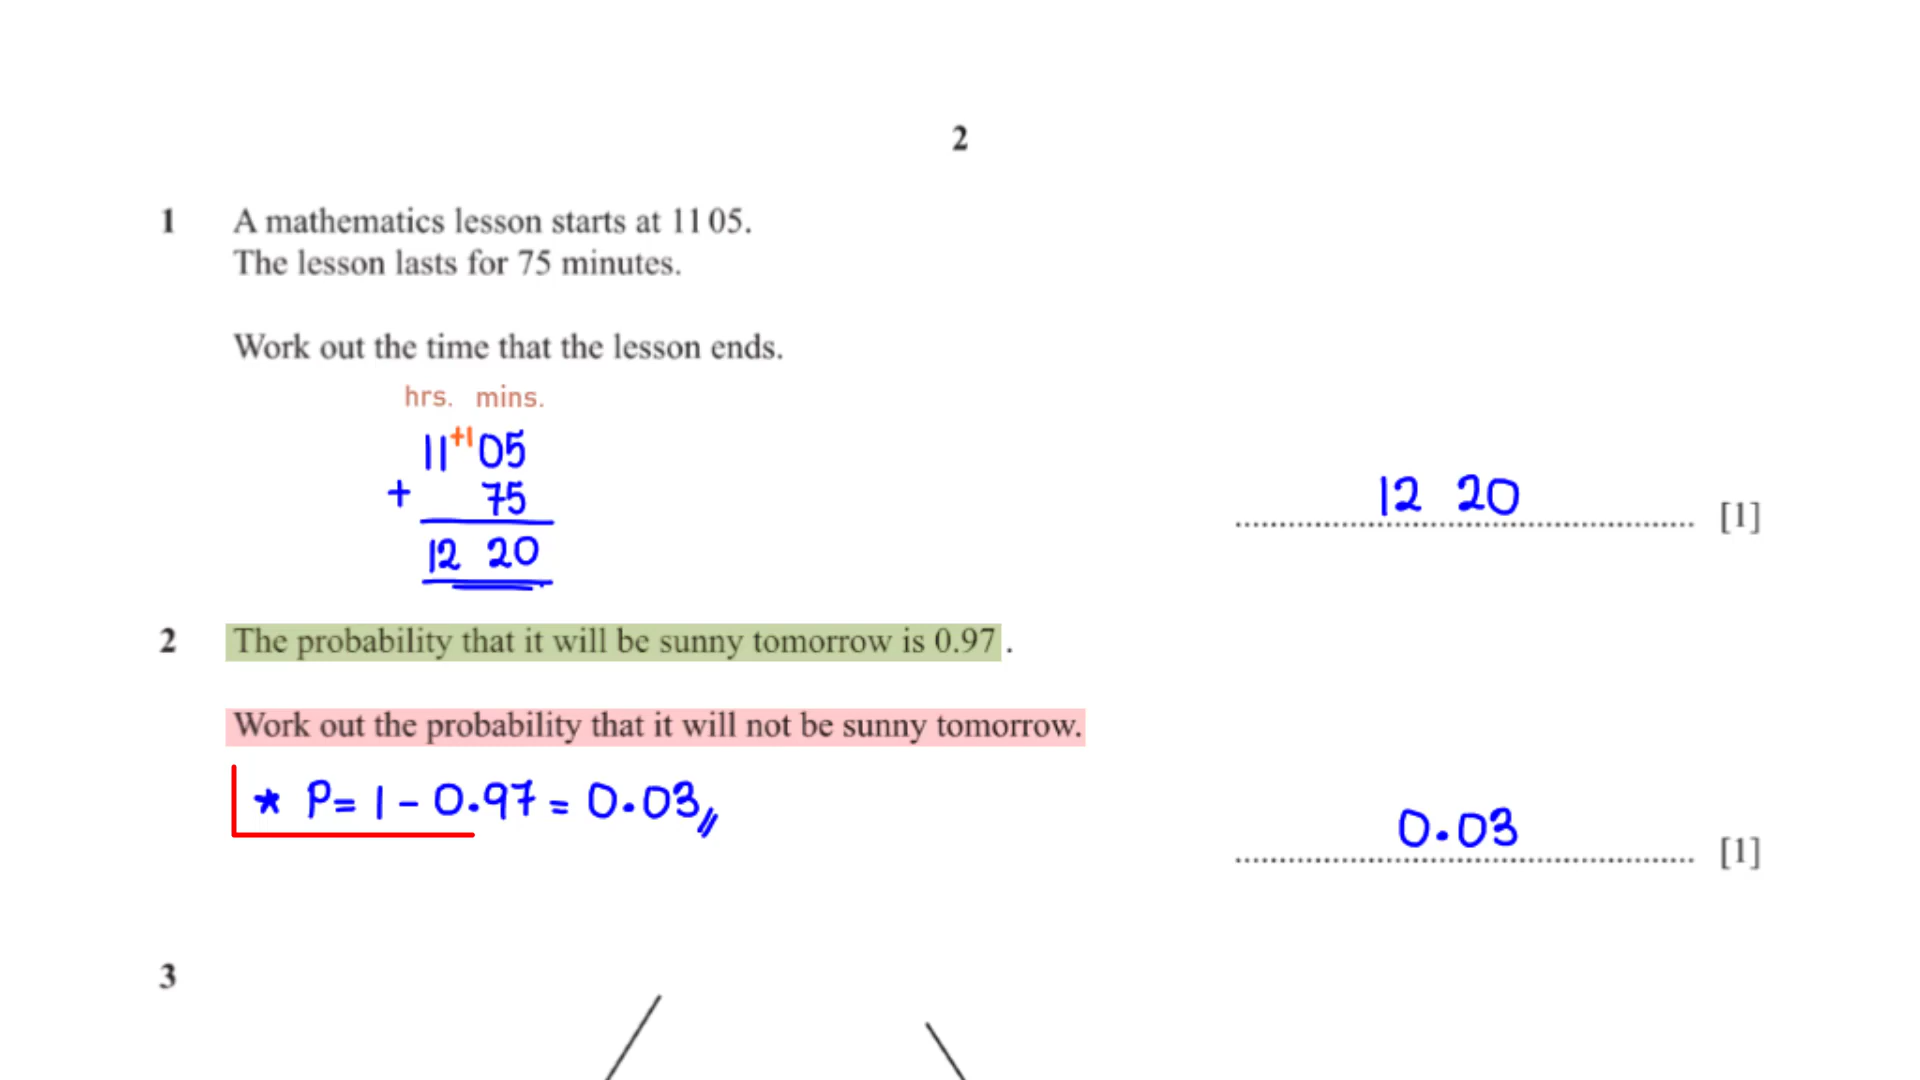 2
1 A mathematics lesson starts at 11 05.
The lesson lasts for 75 minutes.
Work out the time that the lesson ends.
hrs. mins.
11 +1 05
+ 75
12 20
12 20 [1]
2 The probability that it will be sunny tomorrow is 0.97 .
Work out the probability that it will not be sunny tomorrow.
* P= 1 - 0.97 = 0.03
0.03 [1]
3